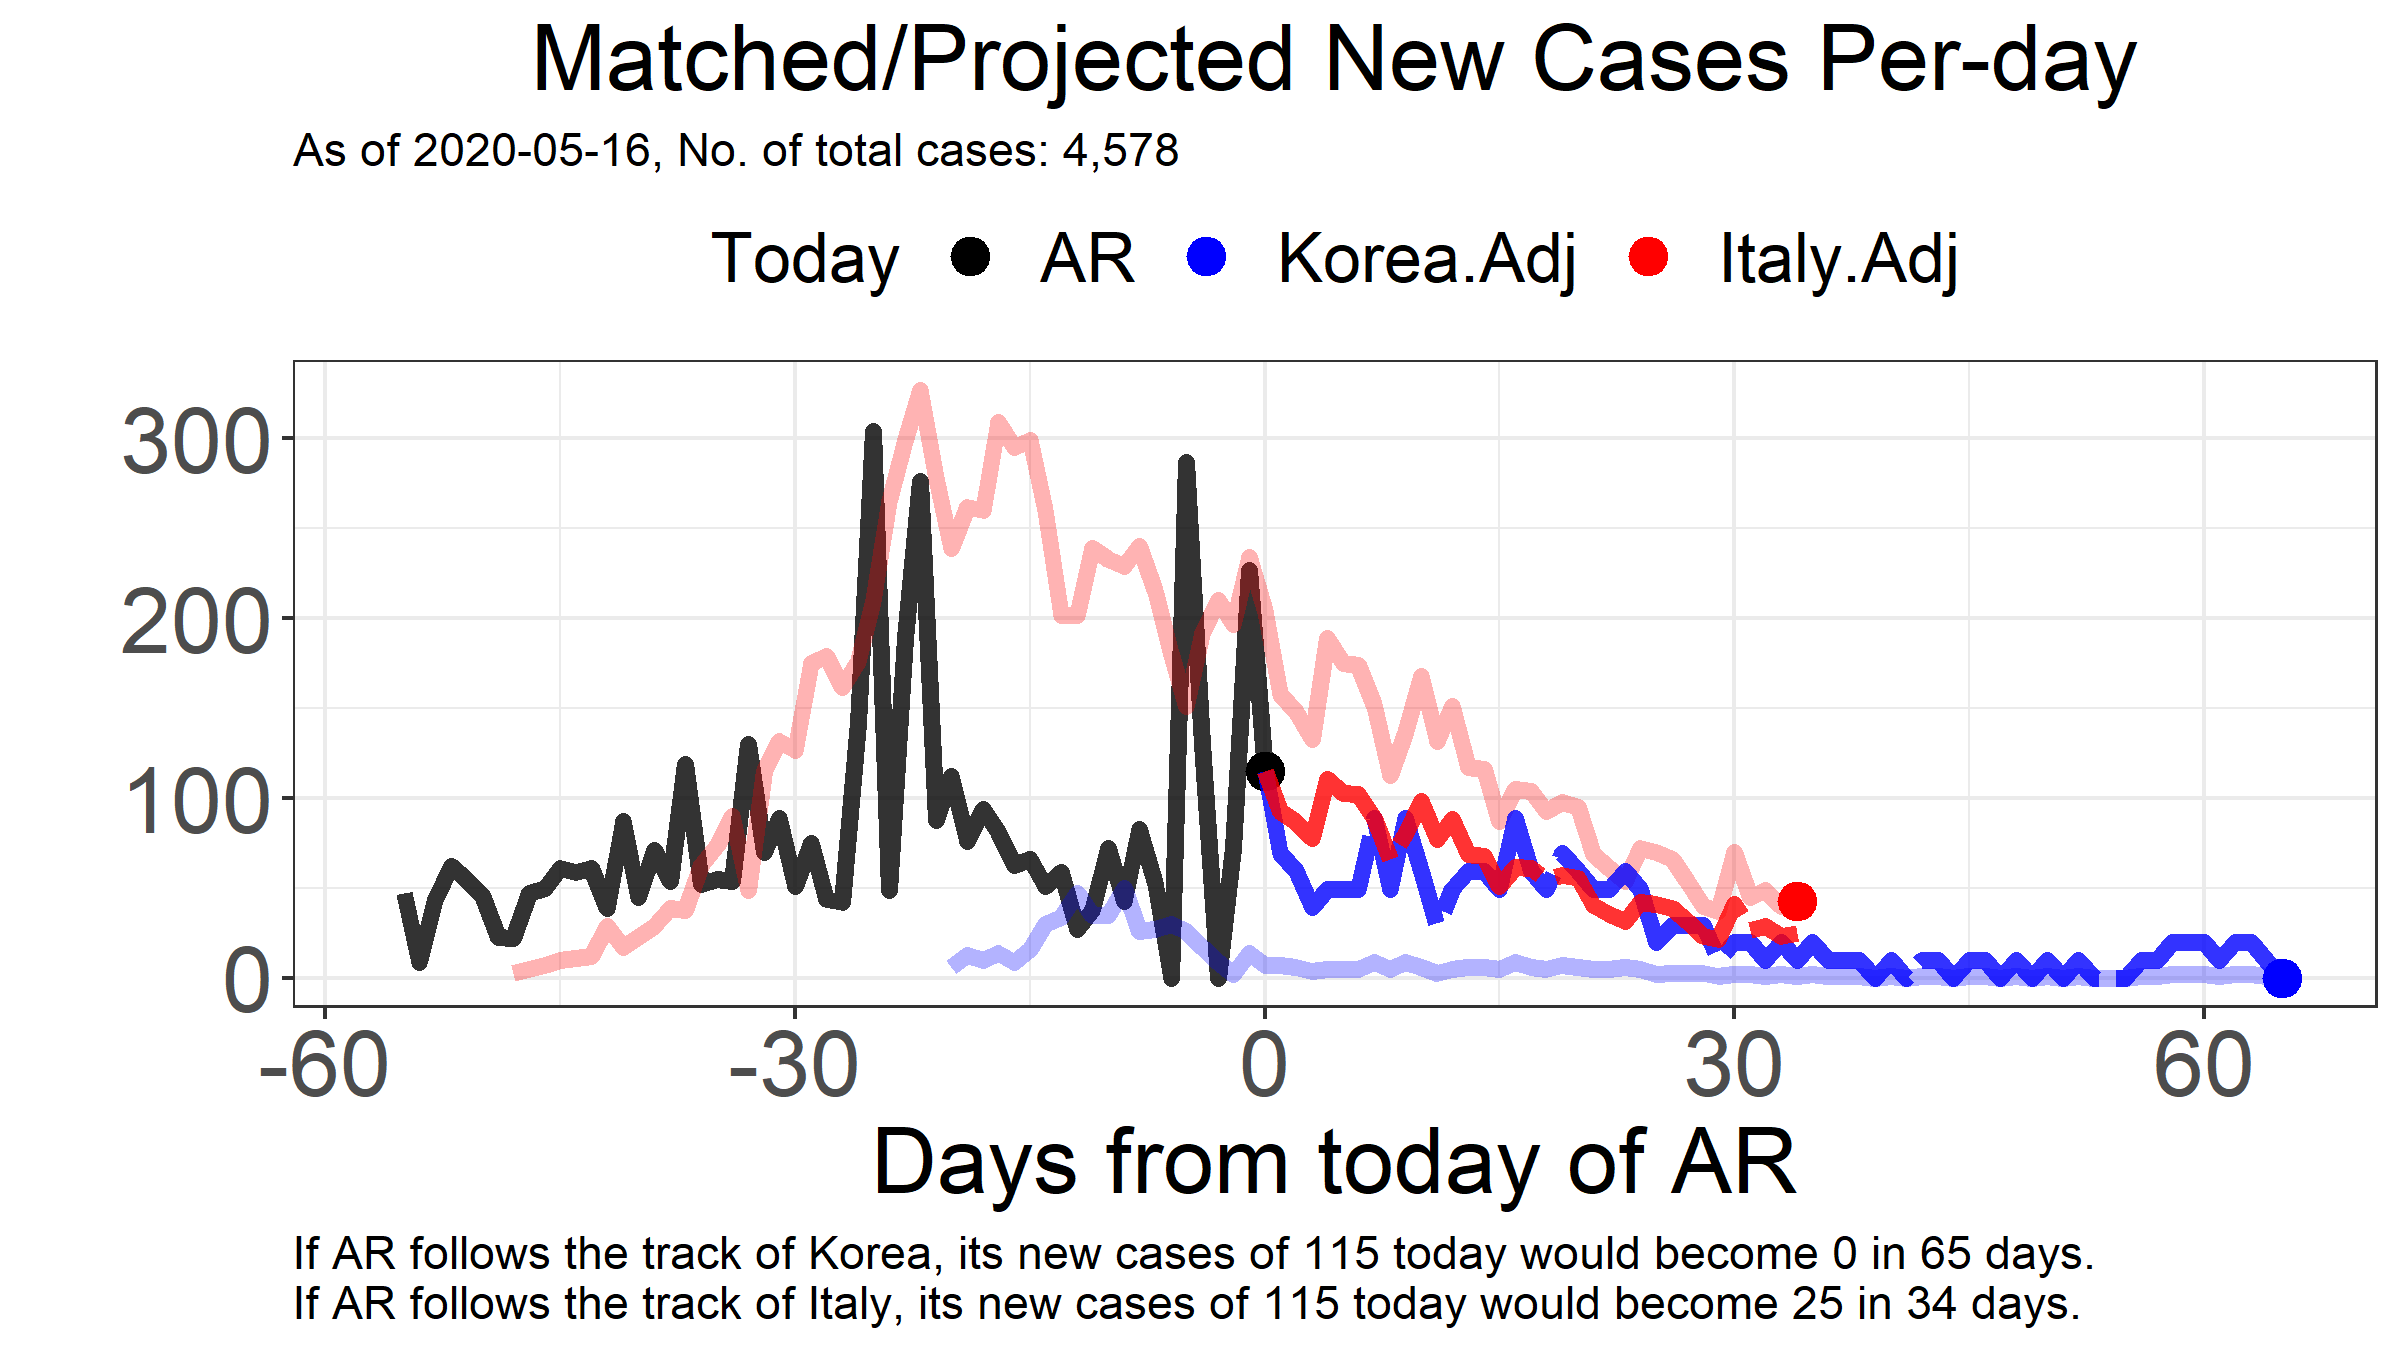 Matched/Projected New Cases Per-day
As of 2020-05-16, No. of total cases: 4,578
Today AR Korea.Adj Italy.Adj
300
200
100
0
-60 -30 0 30 60
Days from today of AR
If AR follows the track of Korea, its new cases of 115 today would become 0 in 65 days.
If AR follows the track of Italy, its new cases of 115 today would become 25 in 34 days.